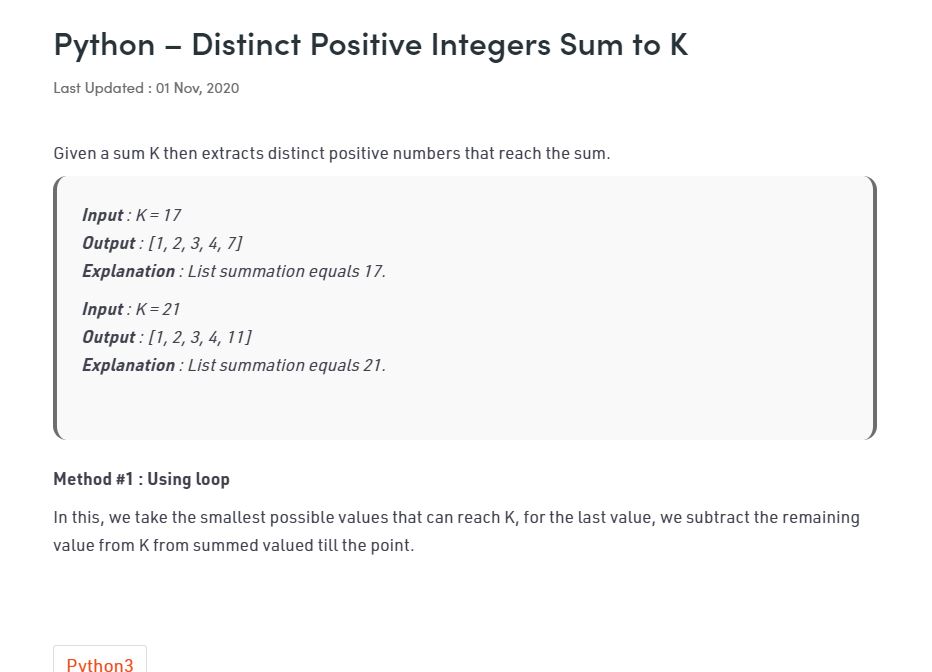 Python – Distinct Positive Integers Sum to K
Last Updated : 01 Nov, 2020
Given a sum K then extracts distinct positive numbers that reach the sum.
Input : K = 17
Output : [1, 2, 3, 4, 7]
Explanation : List summation equals 17.
Input : K = 21
Output : [1, 2, 3, 4, 11]
Explanation : List summation equals 21.
Method #1 : Using loop
In this, we take the smallest possible values that can reach K, for the last value, we subtract the remaining
value from K from summed valued till the point.
Python3